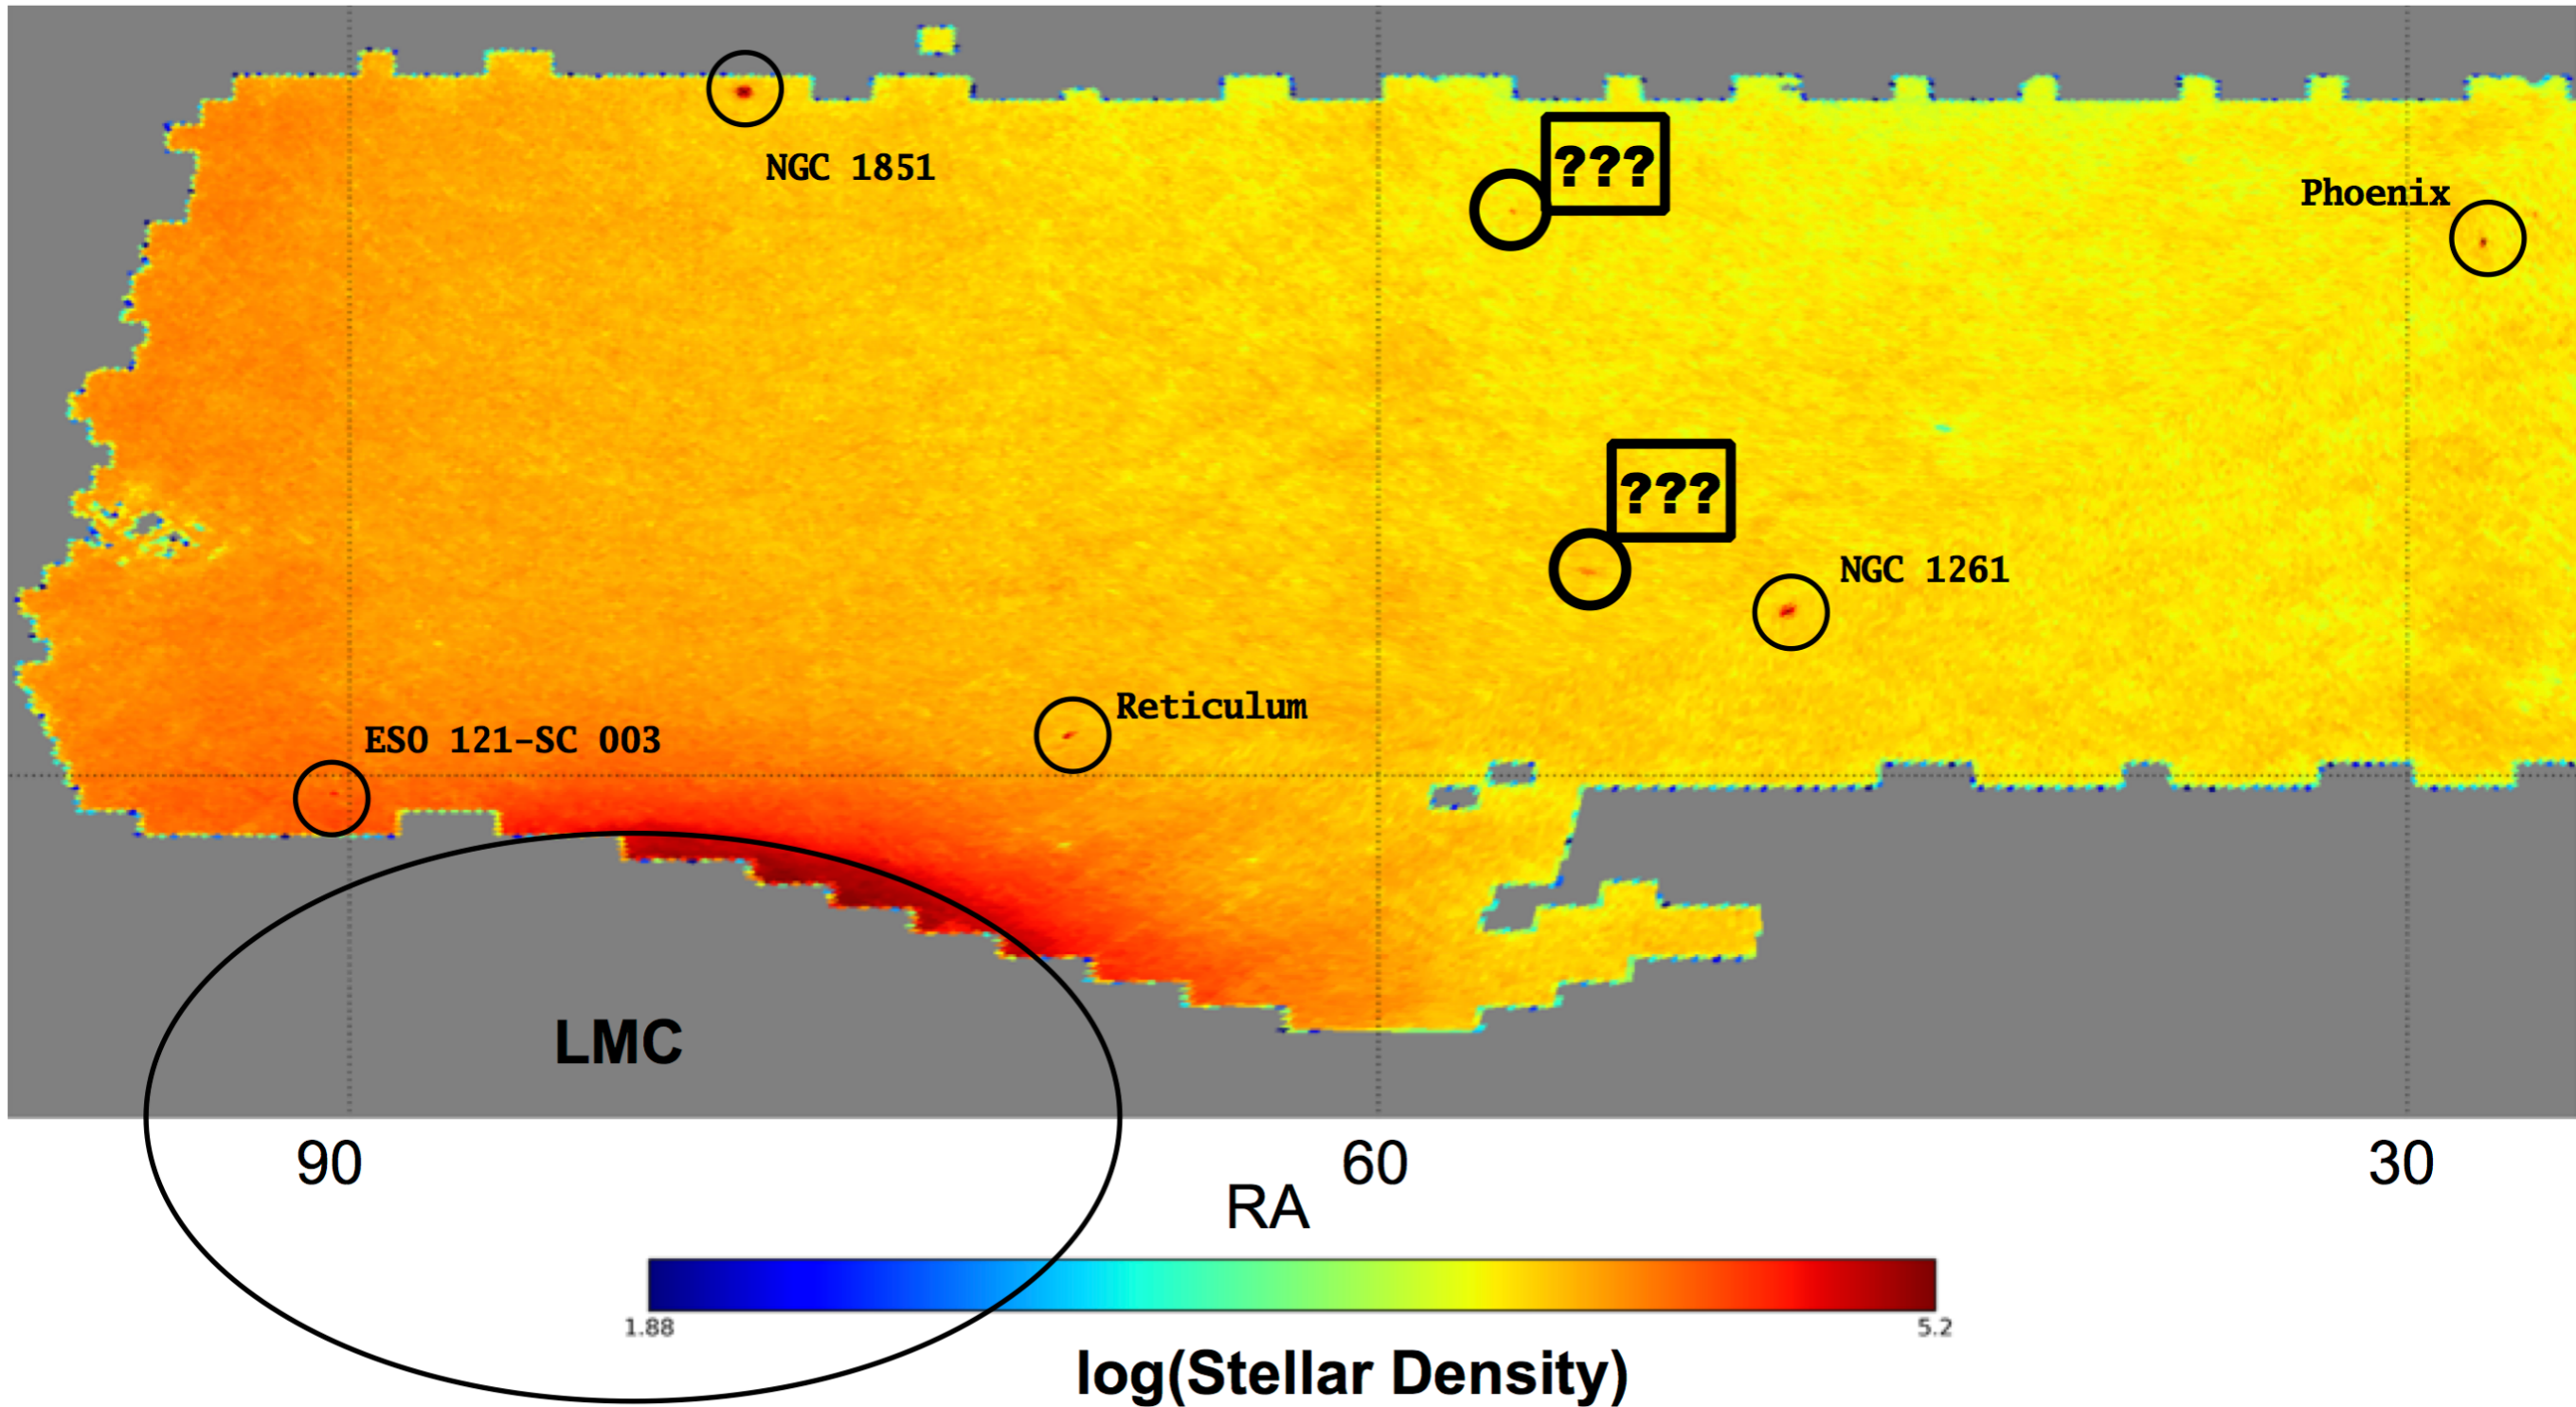 NGC 1851
???
Phoenix
???
NGC 1261
Reticulum
ESO 121-SC 003
LMC
90
60
30
RA
1.88
5.2
log(Stellar Density)